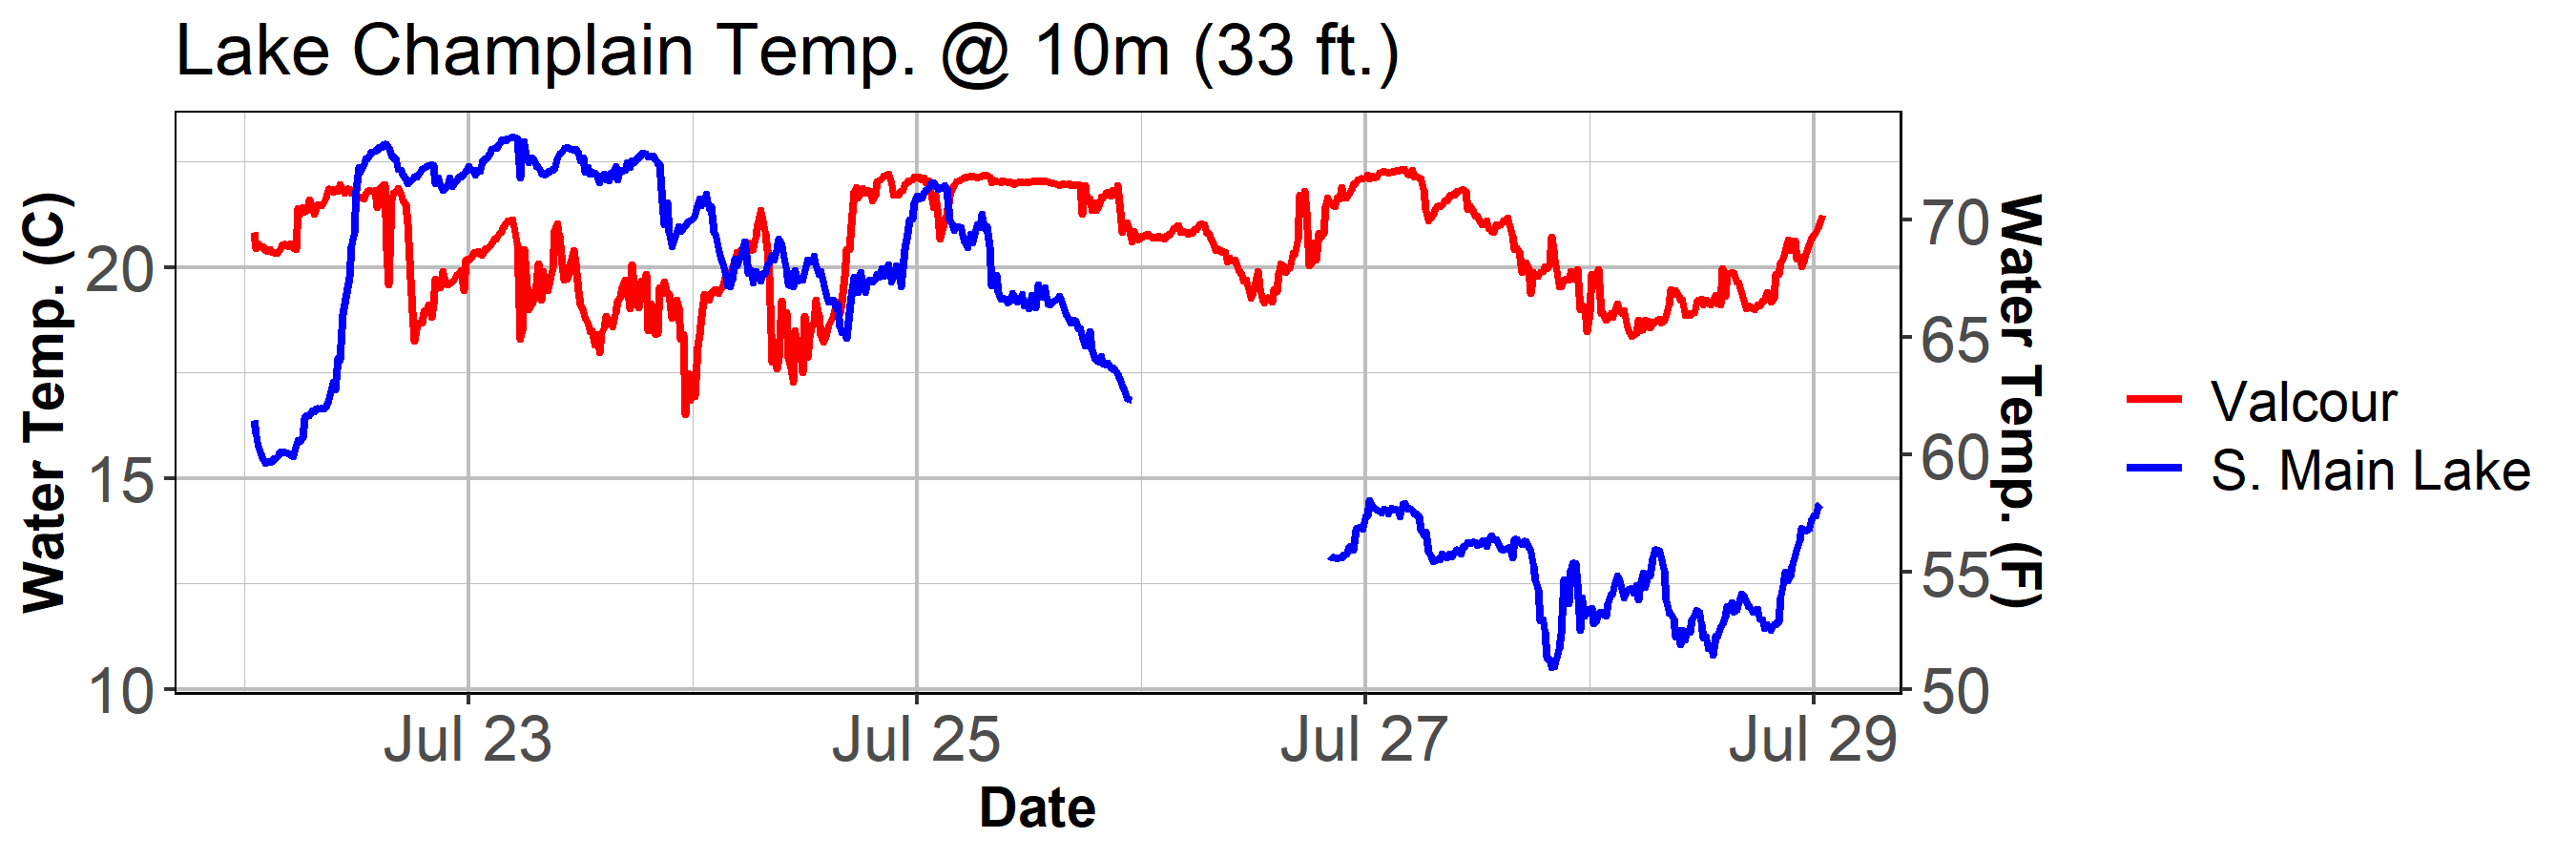 Lake Champlain Temp. @ 10m (33 ft.)
Water Temp. (C)
20
15
10
70
65
60
55
50
Water Temp. (F)
Jul 23
Jul 25
Jul 27
Jul 29
Date
Valcour
S. Main Lake